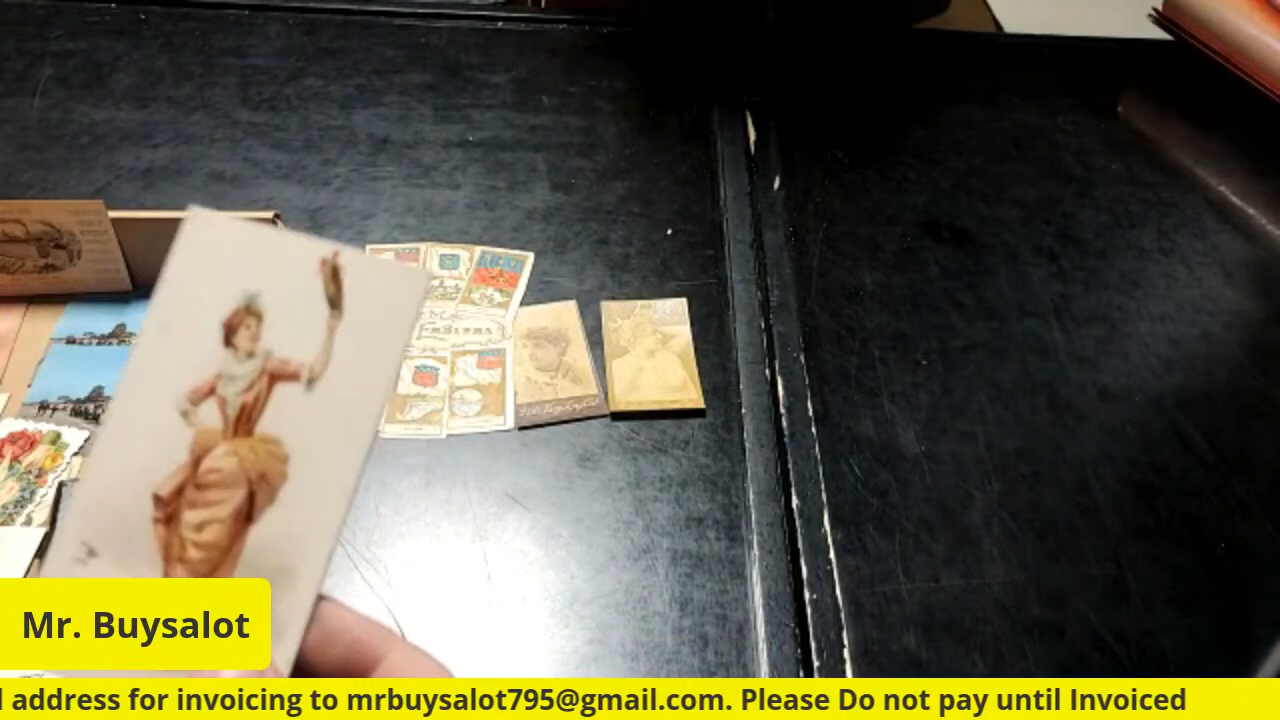 Mr. Buysalot
address for invoicing to mrbuysalot795@gmail.com. Please Do not pay until Invoiced